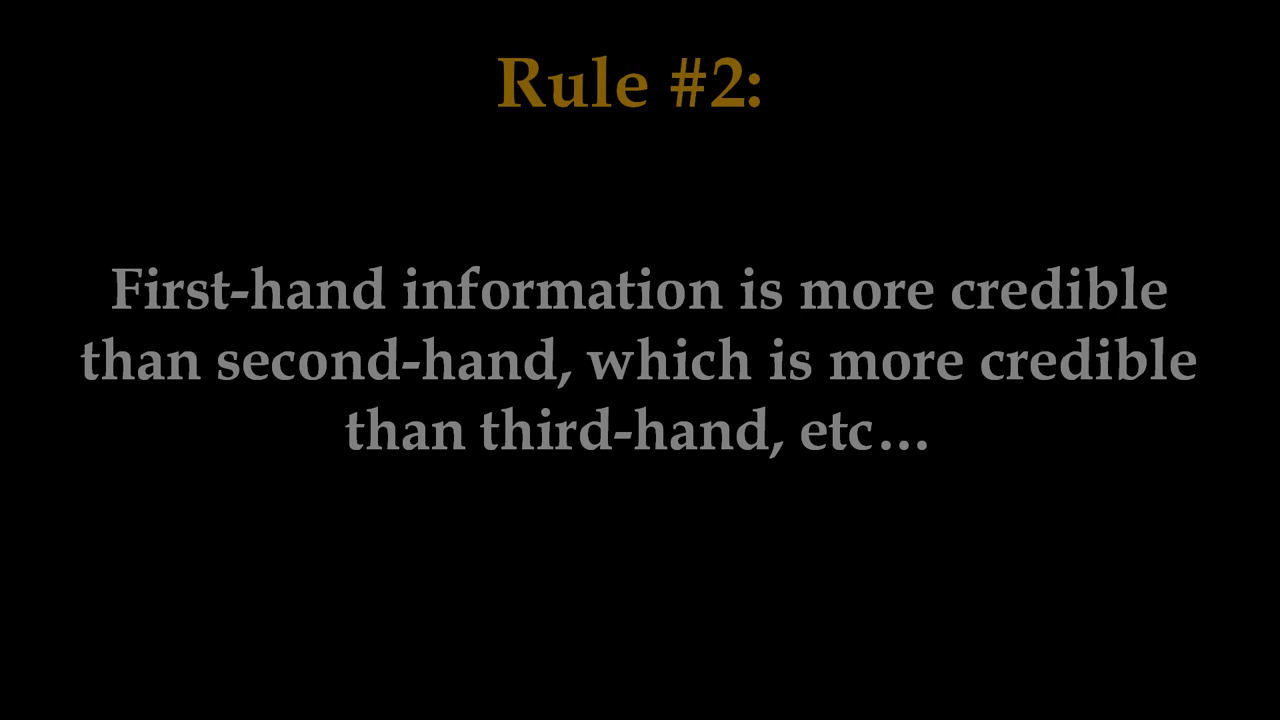 Rule #2:
First-hand information is more credible
than second-hand, which is more credible
than third-hand, etc…